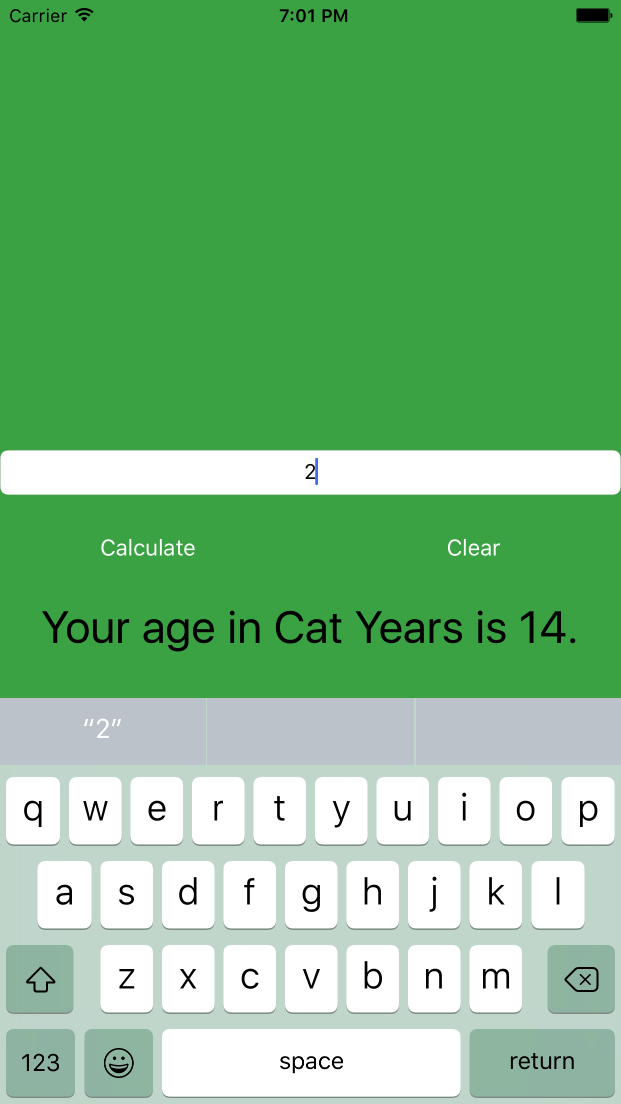 Carrier 7:01 PM
2
Calculate Clear
Your age in Cat Years is 14.
“2”
q w e r t y u i o p
a s d f g h j k l
z x c v b n m
123 space return